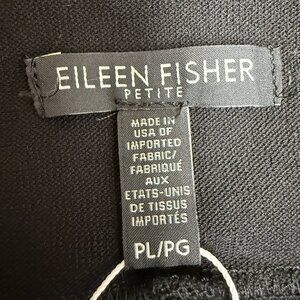 EILEEN FISHER
PETITE
MADE IN
USA OF
IMPORTED
FABRIC/
FABRIQUÉ
AUX
ETATS-UNIS
DE TISSUS
IMPORTÉS
PL/PG